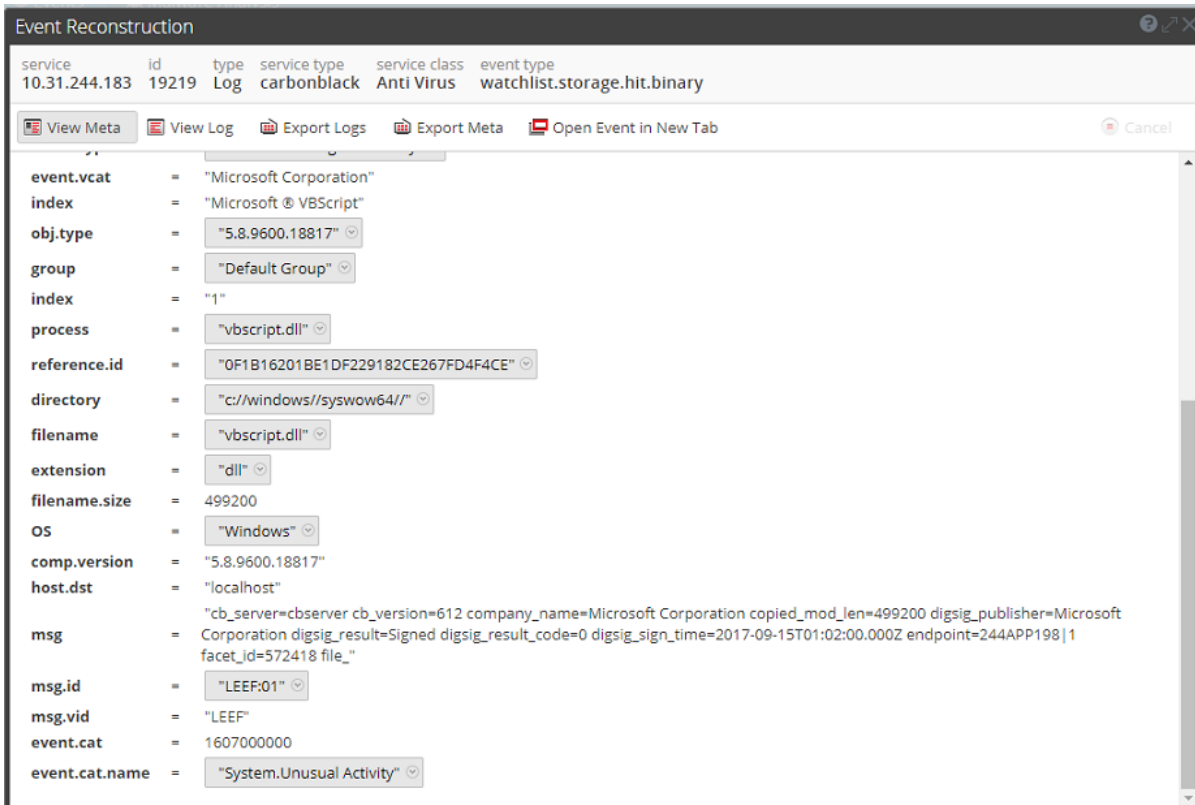 Event Reconstruction
service id type service type service class event type
10.31.244.183 19219 Log carbonblack Anti Virus watchlist.storage.hit.binary
View Meta View Log Export Logs Export Meta Open Event in New Tab Cancel
event.vcat = "Microsoft Corporation"
index = "Microsoft ® VBScript"
obj.type = "5.8.9600.18817"
group = "Default Group"
index = "1"
process = "vbscript.dll"
reference.id = "0F1B16201BE1DF229182CE267FD4F4CE"
directory = "c://windows//syswow64//"
filename = "vbscript.dll"
extension = "dll"
filename.size = 499200
OS = "Windows"
comp.version = "5.8.9600.18817"
host.dst = "localhost"
"cb_server=cbserver cb_version=612 company_name=Microsoft Corporation copied_mod_len=499200 digsig_publisher=Microsoft
msg = Corporation digsig_result=Signed digsig_result_code=0 digsig_sign_time=2017-09-15T01:02:00.000Z endpoint=244APP198|1
facet_id=572418 file_"
msg.id = "LEEF:01"
msg.vid = "LEEF"
event.cat = 1607000000
event.cat.name = "System.Unusual Activity"